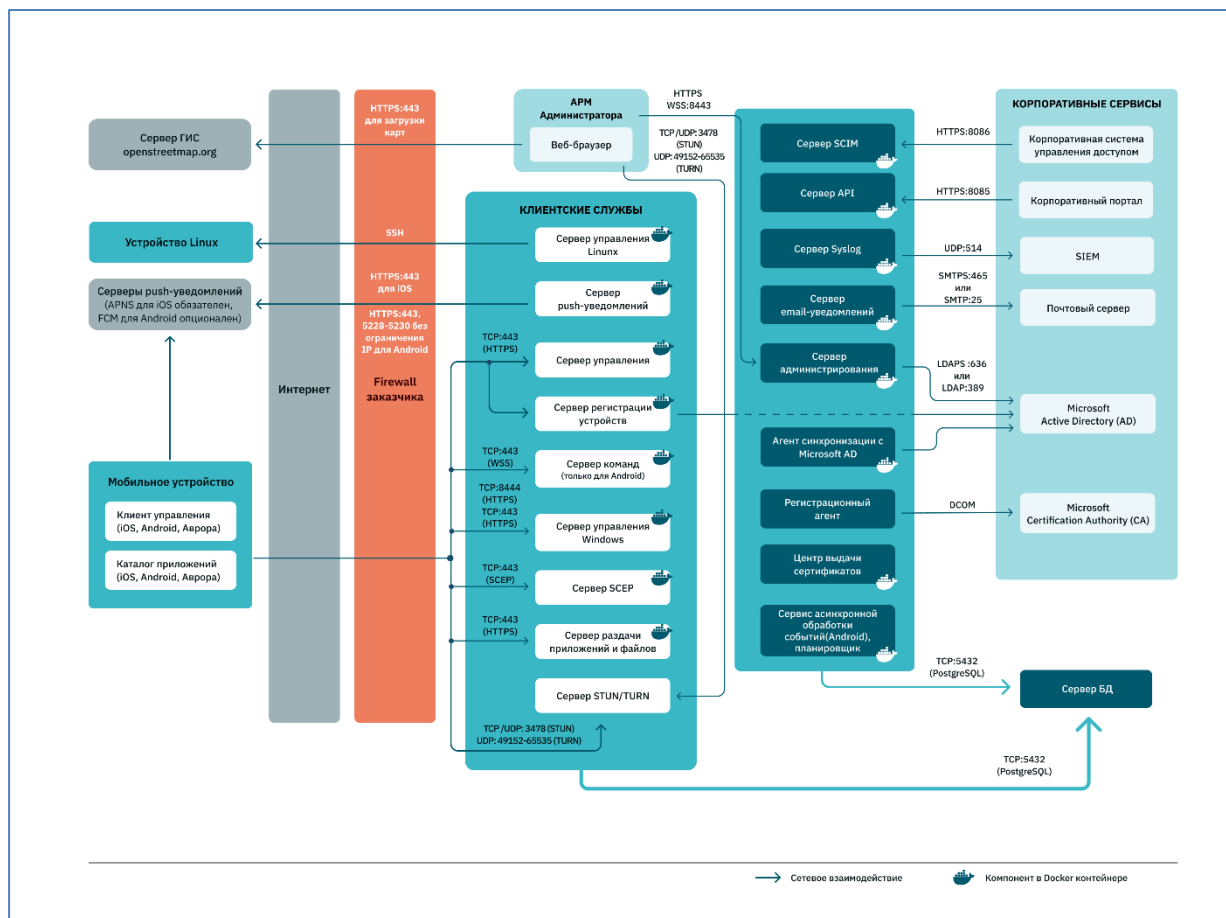 HTTPS:443
для загрузки
карт
АРМ
Администратора
Веб-браузер
HTTPS
WSS:8443
TCP/UDP: 3478
(STUN)
UDP: 49152-65535
(TURN)
КОРПОРАТИВНЫЕ СЕРВИСЫ
Сервер ГИС
openstreetmap.org
Сервер SCIM
HTTPS:8086
Корпоративная система
управления доступом
Сервер API
HTTPS:8085
Корпоративный портал
КЛИЕНТСКИЕ СЛУЖБЫ
Устройство Linux
SSH
Сервер управления
Linunx
Сервер Syslog
UDP:514
SIEM
Серверы push-уведомлений
(APNS для iOS обязателен,
FCM для Android опционален)
HTTPS:443
для iOS
HTTPS:443,
5228-5230 без
ограничения
IP для Android
Сервер
push-уведомлений
Сервер
email-уведомлений
SMTPS:465
или
SMTP:25
Почтовый сервер
Интернет
Firewall
заказчика
TCP:443
(HTTPS)
Сервер управления
Сервер
администрирования
LDAPS :636
или
LDAP:389
Сервер регистрации
устройств
Microsoft
Active Directory (AD)
Агент синхронизации с
Microsoft AD
Мобильное устройство
Клиент управления
(iOS, Android, Аврора)
Каталог приложений
(iOS, Android, Аврора)
TCP:443
(WSS)
Сервер команд
(только для Android)
TCP:8444
(HTTPS)
TCP:443
(HTTPS)
Сервер управления
Windows
Регистрационный
агент
DCOM
Microsoft
Certification Authority (CA)
TCP:443
(SCEP)
Сервер SCEP
Центр выдачи
сертификатов
TCP:443
(HTTPS)
Сервер раздачи
приложений и файлов
Сервис асинхронной
обработки
событий(Android),
планировщик
Сервер STUN/TURN
TCP /UDP: 3478 (STUN)
UDP: 49152-65535 (TURN)
TCP:5432
(PostgreSQL)
Сервер БД
TCP:5432
(PostgreSQL)
Сетевое взаимодействие
Компонент в Docker контейнере